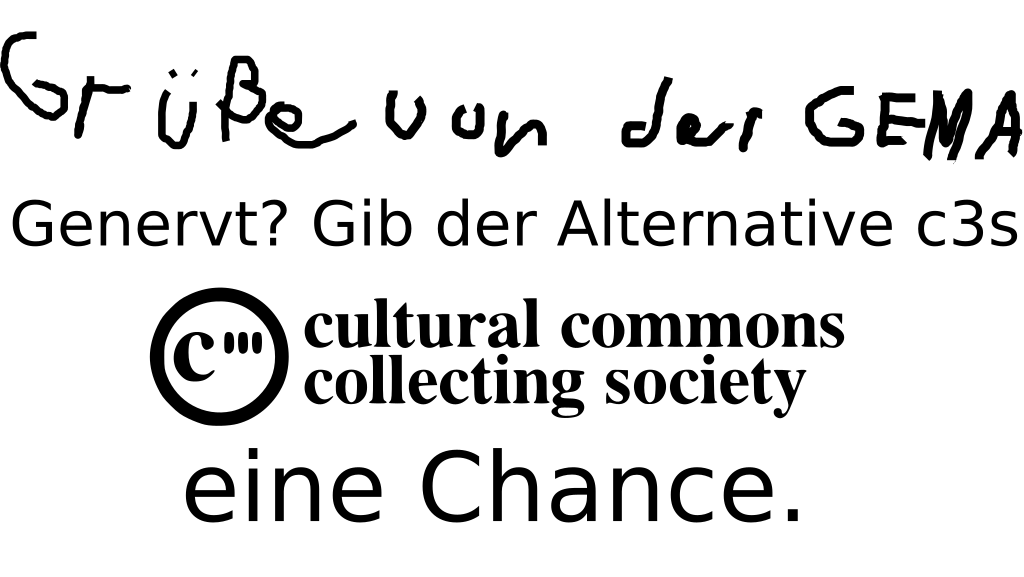 Grüße von der GEMA
Genervt? Gib der Alternative c3s
c''' cultural commons
collecting society
eine Chance.